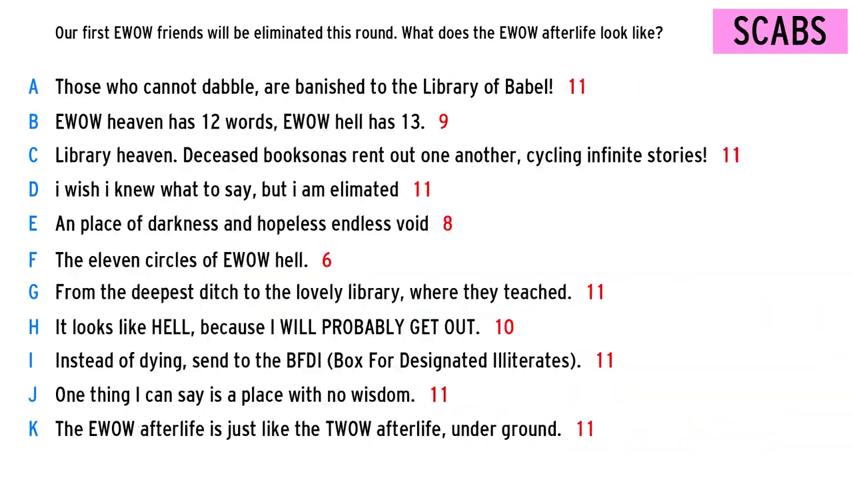 Our first EWOW friends will be eliminated this round. What does the EWOW afterlife look like?
SCABS
A Those who cannot dabble, are banished to the Library of Babel! 11
B EWOW heaven has 12 words, EWOW hell has 13. 9
C Library heaven. Deceased booksonas rent out one another, cycling infinite stories! 11
D i wish i knew what to say, but i am elimated 11
E An place of darkness and hopeless endless void 8
F The eleven circles of EWOW hell. 6
G From the deepest ditch to the lovely library, where they teached. 11
H It looks like HELL, because I WILL PROBABLY GET OUT. 10
I Instead of dying, send to the BFDI (Box For Designated Illiterates). 11
J One thing I can say is a place with no wisdom. 11
K The EWOW afterlife is just like the TWOW afterlife, under ground. 11